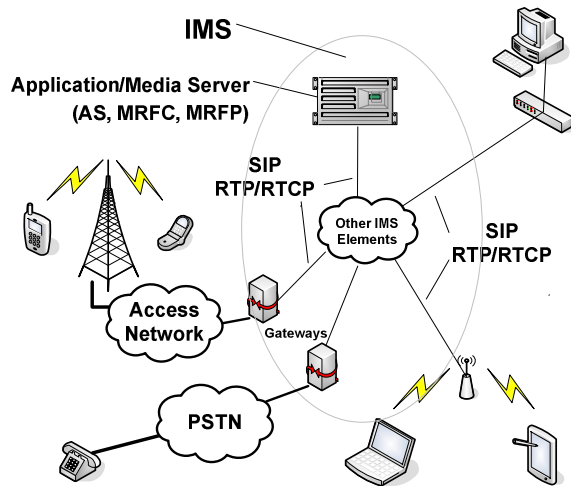 IMS
Application/Media Server
(AS, MRFC, MRFP)
SIP
RTP/RTCP
Other IMS
Elements
SIP
RTP/RTCP
Access
Network
Gateways
PSTN